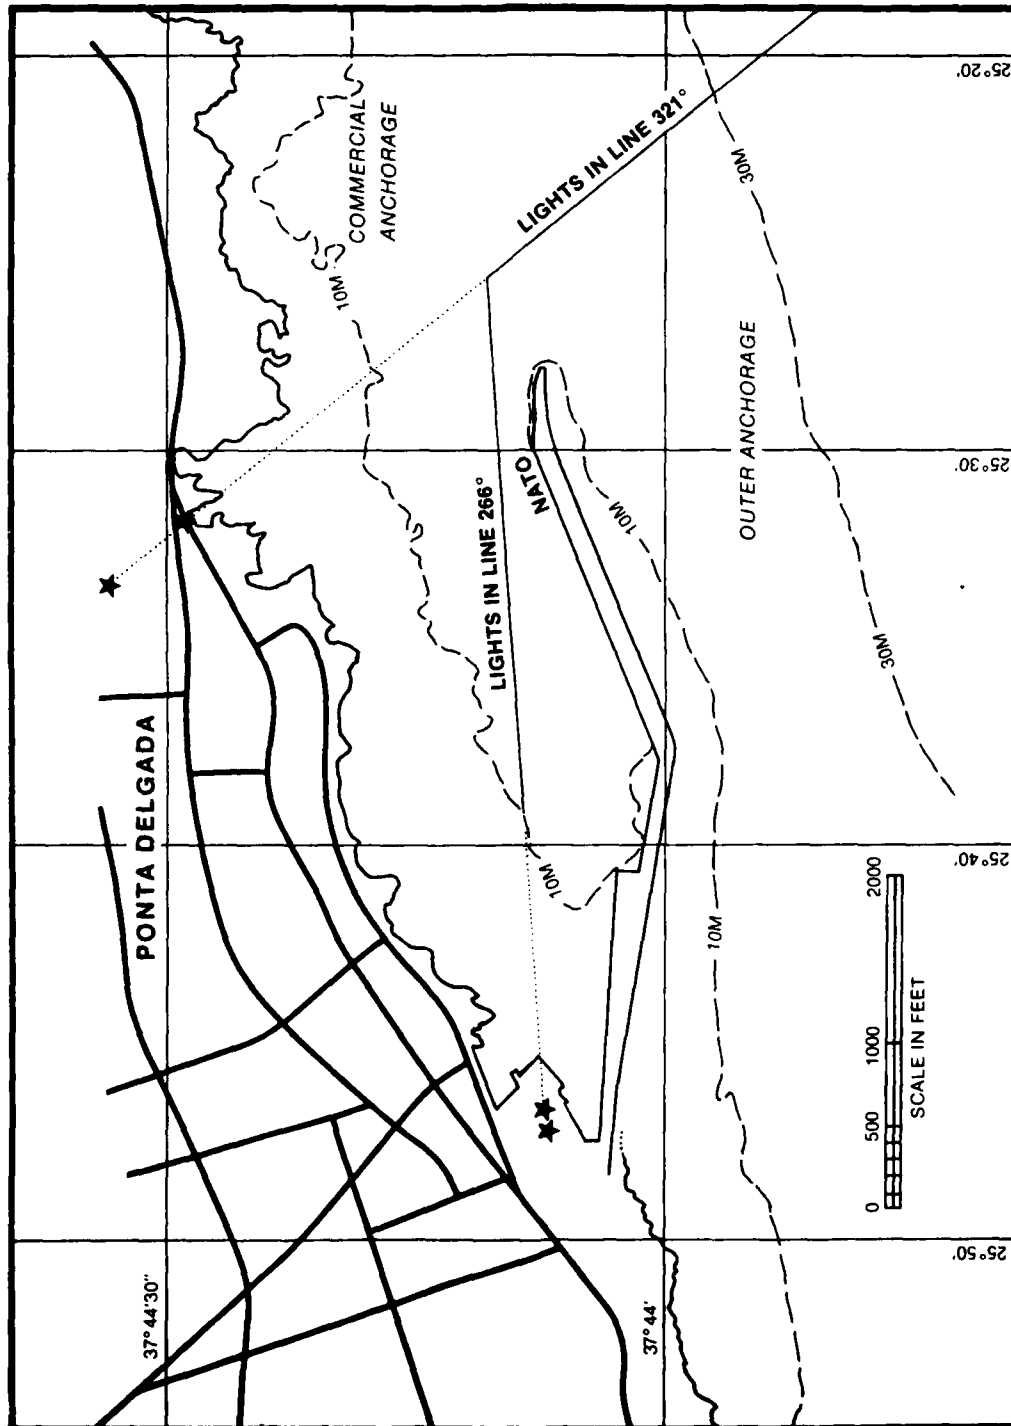 37°44'30"
PONTA DELGADA
COMMERCIAL
ANCHORAGE
10M
LIGHTS IN LINE 321°
LIGHTS IN LINE 266°
NATO
10M
10M
30M
30M
OUTER ANCHORAGE
37°44'
10M
0 500 1000 2000
SCALE IN FEET
25°50'
25°40'
25°30'
25°20'